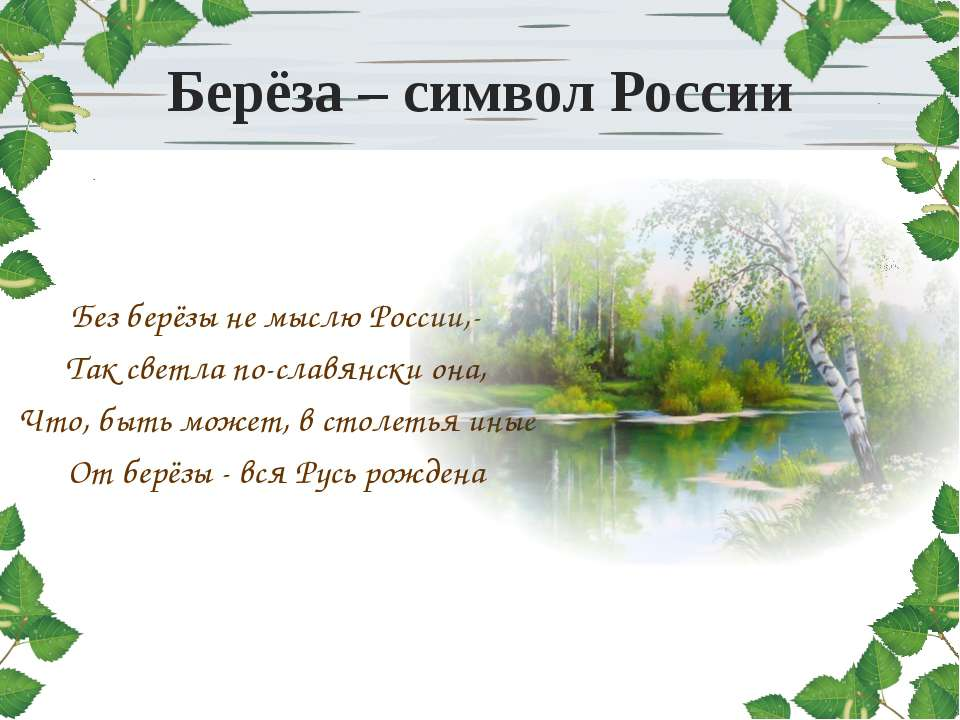 Берёза – символ России
Без берёзы не мыслю России,-
Так светла по-славянски она,
Что, быть может, в столетья иные
От берёзы - вся Русь рождена